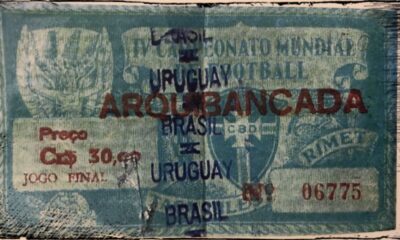 IV CAMPEONATO MUNDIAL
DE FOOTBALL
BRASIL
X
URUGUAY
X
BRASIL
X
URUGUAY
X
BRASIL
ARQUIBANCADA
CBD
RIMET
Preço
Cr$ 30,00
JOGO FINAL
Nº 06775